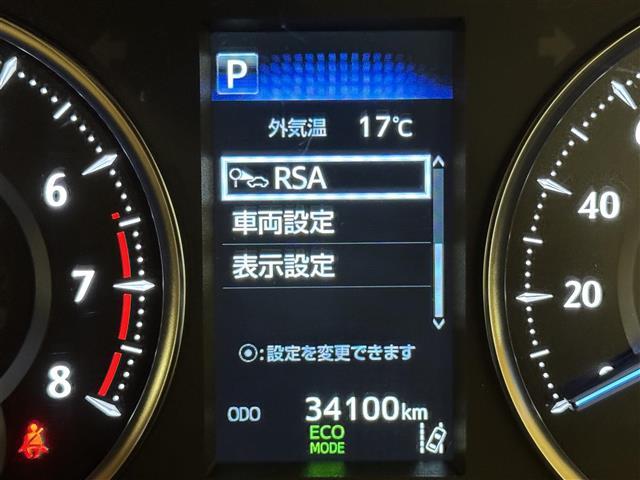 P
外気温 17℃
RSA
車両設定
表示設定
⦿:設定を変更できます
ODO 34100km
ECO
MODE
6
7
8
40
20